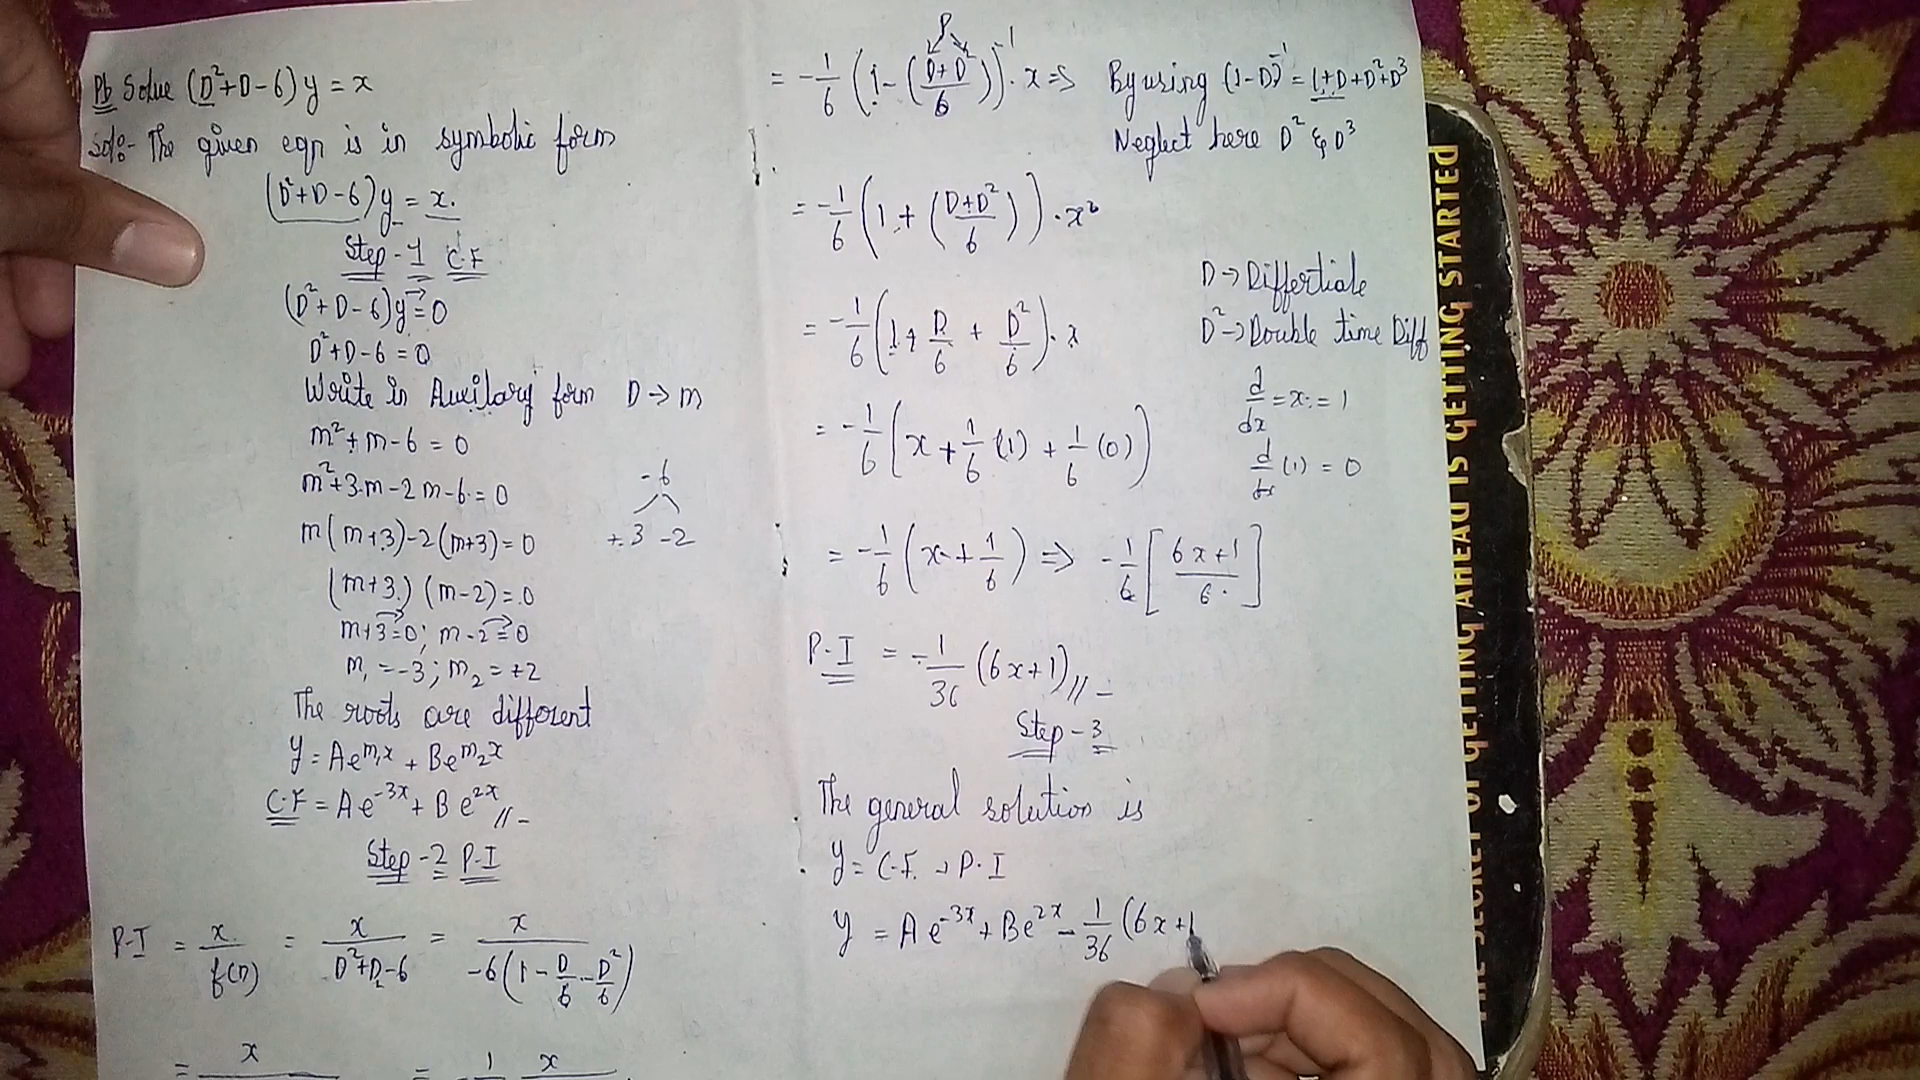 Pb Solve (D²+D-6)y = x
Sol:- The given eqn is in symbolic form
(D²+D-6)y = x.
Step-1 C.F
(D²+D-6)y = 0
D²+D-6 = 0
Write in Auxilary form D → m
m²+m-6 = 0
m²+3m-2m-6 = 0
-6
+3 -2
m(m+3)-2(m+3) = 0
(m+3)(m-2) = 0
m+3=0; m-2=0
m₁ = -3; m₂ = +2
The roots are different
y = Ae^m₁x + Be^m₂x
C.F = Ae^-3x + Be^2x //-
Step-2 P.I
P.I = x/f(D) = x/(D²+D-6) = x/(-6(1 - D/6 - D²/6))
= x = -1 x
P
= -1/6 (1-((D+D²)/6))^-1 · x ⇒ By using (1-D)^-1 = 1+D+D²+D³
Neglect here D² & D³
= -1/6 (1+((D+D²)/6)) · x²
D → Differtiale
= -1/6 (1 + D/6 + D²/6) · x
D² → Double time Diff
d/dx = x = 1
= -1/6 [x + 1/6 (1) + 1/6 (0)]
d/dx (1) = 0
= -1/6 (x + 1/6) ⇒ -1/6 [(6x+1)/6]
P.I = -1/36 (6x+1) //-
Step-3
The general solution is
y = C.F. + P.I
y = Ae^-3x + Be^2x - 1/36 (6x+1
THE SECRET OF GETTING AHEAD IS GETTING STARTED